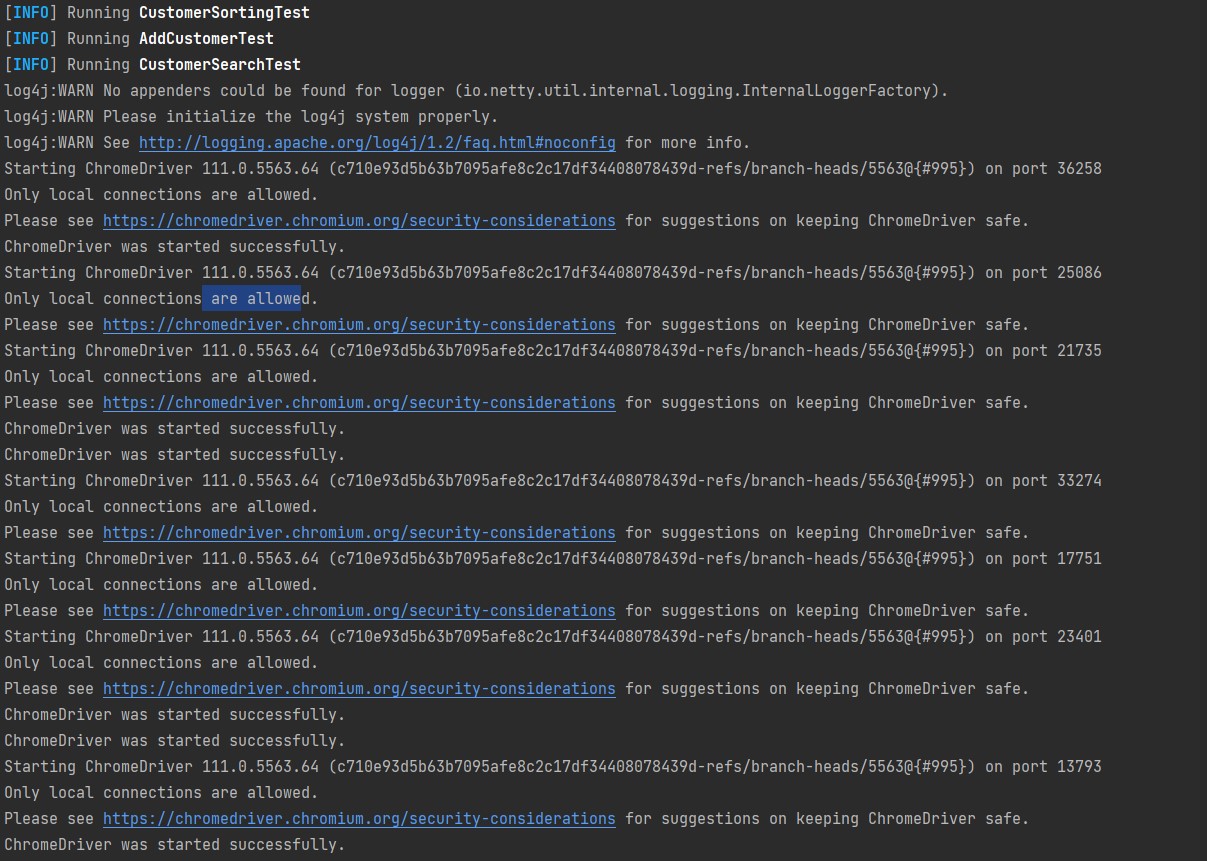 [INFO] Running CustomerSortingTest
[INFO] Running AddCustomerTest
[INFO] Running CustomerSearchTest
log4j:WARN No appenders could be found for logger (io.netty.util.internal.logging.InternalLoggerFactory).
log4j:WARN Please initialize the log4j system properly.
log4j:WARN See http://logging.apache.org/log4j/1.2/faq.html#noconfig for more info.
Starting ChromeDriver 111.0.5563.64 (c710e93d5b63b7095afe8c2c17df34408078439d-refs/branch-heads/5563@{#995}) on port 36258
Only local connections are allowed.
Please see https://chromedriver.chromium.org/security-considerations for suggestions on keeping ChromeDriver safe.
ChromeDriver was started successfully.
Starting ChromeDriver 111.0.5563.64 (c710e93d5b63b7095afe8c2c17df34408078439d-refs/branch-heads/5563@{#995}) on port 25086
Only local connections are allowed.
Please see https://chromedriver.chromium.org/security-considerations for suggestions on keeping ChromeDriver safe.
Starting ChromeDriver 111.0.5563.64 (c710e93d5b63b7095afe8c2c17df34408078439d-refs/branch-heads/5563@{#995}) on port 21735
Only local connections are allowed.
Please see https://chromedriver.chromium.org/security-considerations for suggestions on keeping ChromeDriver safe.
ChromeDriver was started successfully.
ChromeDriver was started successfully.
Starting ChromeDriver 111.0.5563.64 (c710e93d5b63b7095afe8c2c17df34408078439d-refs/branch-heads/5563@{#995}) on port 33274
Only local connections are allowed.
Please see https://chromedriver.chromium.org/security-considerations for suggestions on keeping ChromeDriver safe.
Starting ChromeDriver 111.0.5563.64 (c710e93d5b63b7095afe8c2c17df34408078439d-refs/branch-heads/5563@{#995}) on port 17751
Only local connections are allowed.
Please see https://chromedriver.chromium.org/security-considerations for suggestions on keeping ChromeDriver safe.
Starting ChromeDriver 111.0.5563.64 (c710e93d5b63b7095afe8c2c17df34408078439d-refs/branch-heads/5563@{#995}) on port 23401
Only local connections are allowed.
Please see https://chromedriver.chromium.org/security-considerations for suggestions on keeping ChromeDriver safe.
ChromeDriver was started successfully.
ChromeDriver was started successfully.
Starting ChromeDriver 111.0.5563.64 (c710e93d5b63b7095afe8c2c17df34408078439d-refs/branch-heads/5563@{#995}) on port 13793
Only local connections are allowed.
Please see https://chromedriver.chromium.org/security-considerations for suggestions on keeping ChromeDriver safe.
ChromeDriver was started successfully.